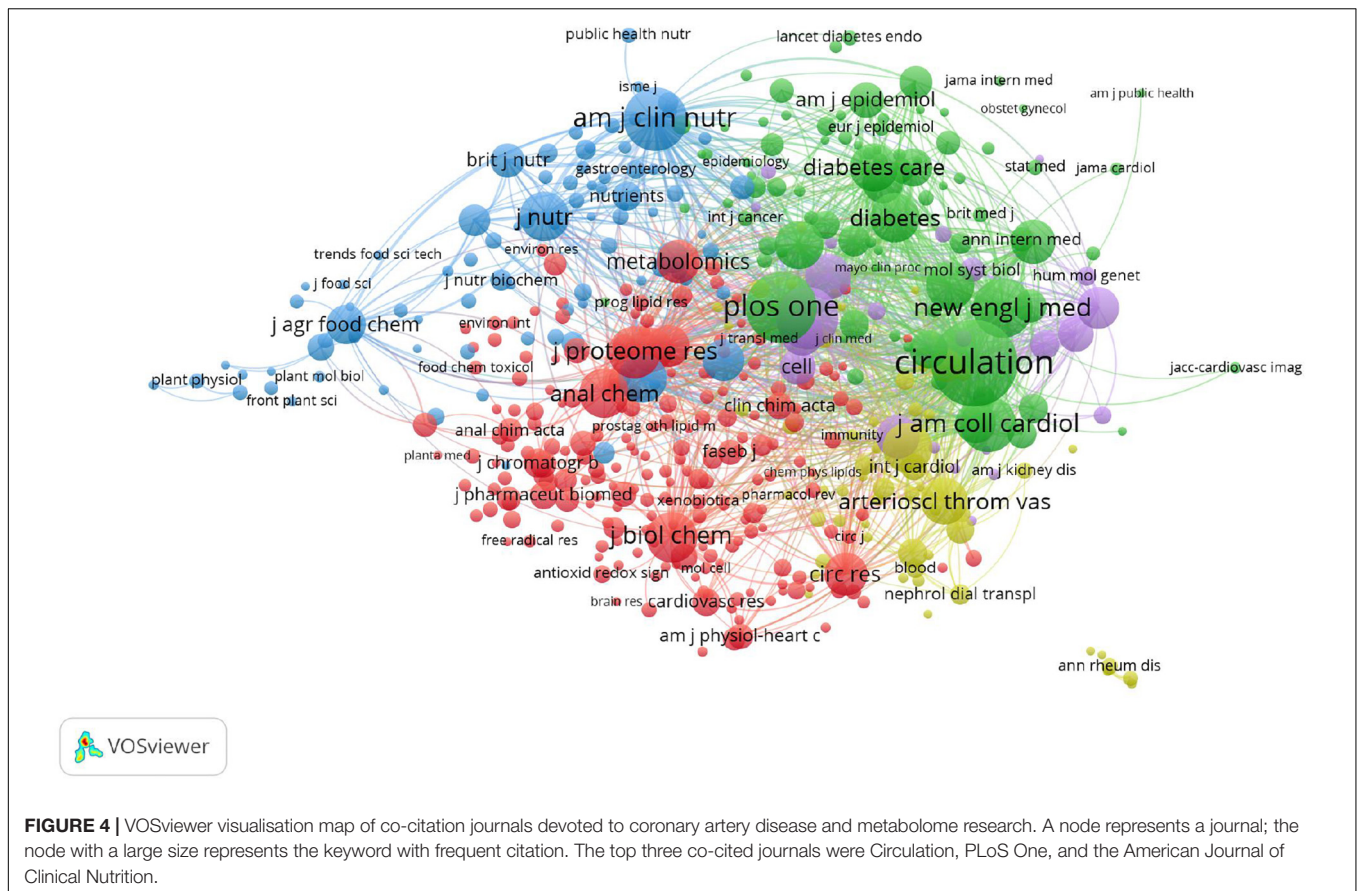 public health nutr
lancet diabetes endo
isme j
jama intern med
am j public health
am j clin nutr
am j epidemiol
obstet gynecol
eur j epidemiol
brit j nutr
gastroenterology
epidemiology
diabetes care
stat med
jama cardiol
nutrients
j nutr
int j cancer
diabetes
brit med j
ann intern med
trends food sci tech
environ res
metabolomics
mayo clin proc
mol syst biol
hum mol genet
j food sci
j nutr biochem
prog lipid res
plos one
new engl j med
j agr food chem
environ int
j proteome res
j transl med
j clin med
circulation
food chem toxicol
cell
jacc-cardiovasc imag
plant physiol
plant mol biol
front plant sci
anal chem
clin chim acta
anal chim acta
prostag oth lipid m
immunity
j am coll cardiol
planta med
j chromatogr b
faseb j
chem phys lipids
int j cardiol
am j kidney dis
j pharmaceut biomed
xenobiotica
pharmacol rev
arterioscl throm vas
free radical res
j biol chem
circ j
antioxid redox sign
mol cell
circ res
blood
brain res
cardiovasc res
nephrol dial transpl
am j physiol-heart c
ann rheum dis
VOSviewer
FIGURE 4 | VOSviewer visualisation map of co-citation journals devoted to coronary artery disease and metabolome research. A node represents a journal; the
node with a large size represents the keyword with frequent citation. The top three co-cited journals were Circulation, PLoS One, and the American Journal of
Clinical Nutrition.